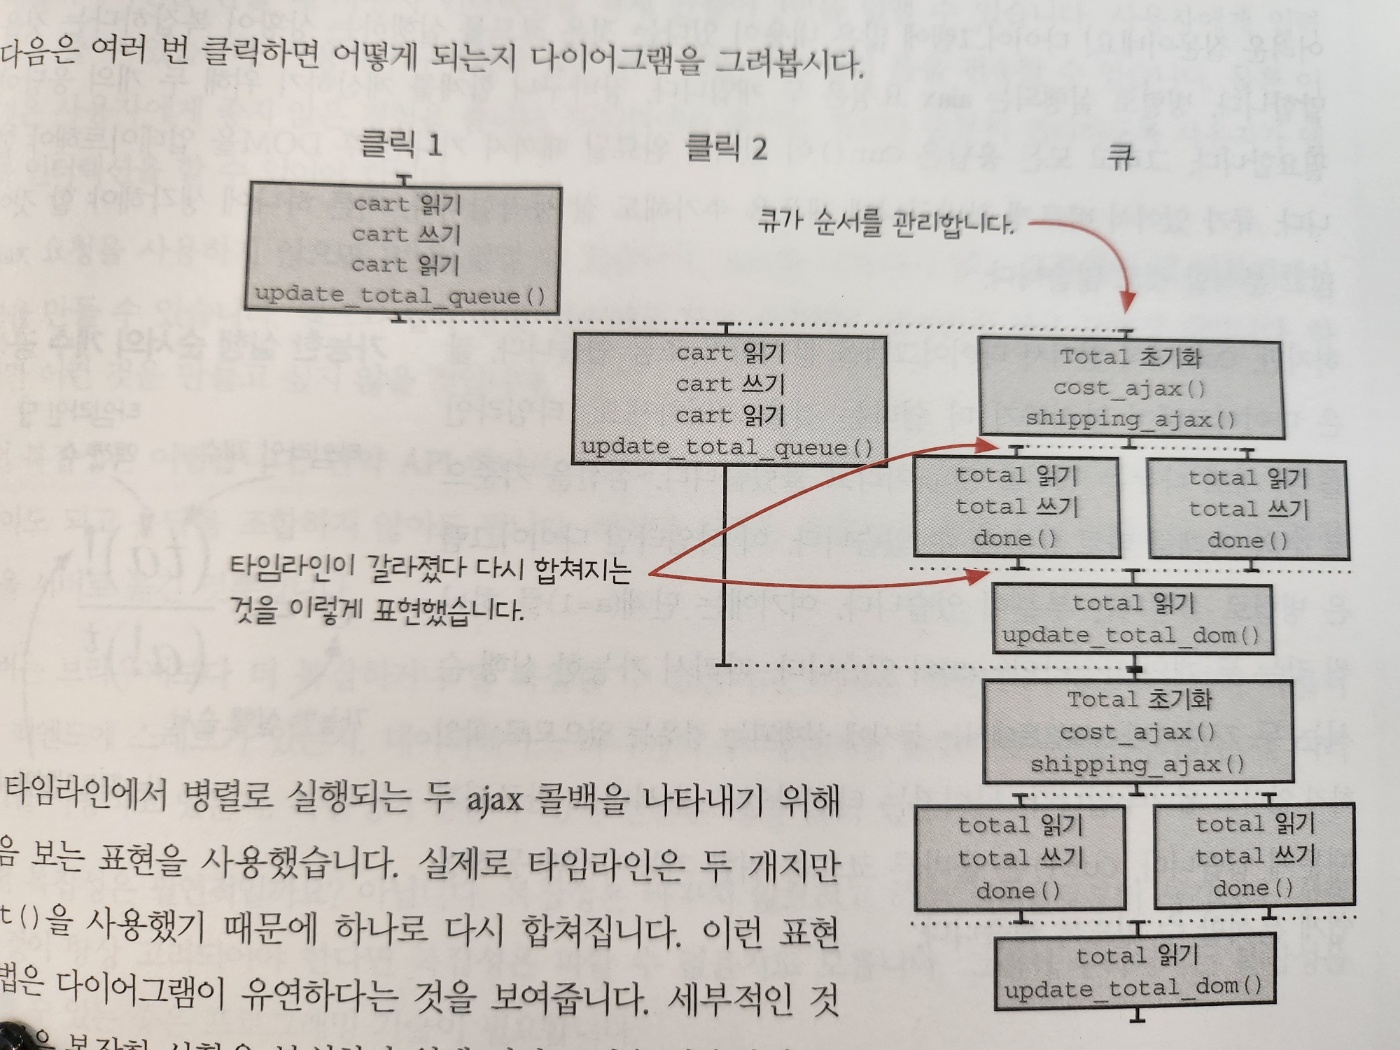 다음은 여러 번 클릭하면 어떻게 되는지 다이어그램을 그려봅시다.
클릭 1
클릭 2
큐
cart 읽기
cart 쓰기
cart 읽기
update_total_queue()
큐가 순서를 관리합니다.
cart 읽기
cart 쓰기
cart 읽기
update_total_queue()
Total 초기화
cost_ajax()
shipping_ajax()
total 읽기
total 쓰기
done()
total 읽기
total 쓰기
done()
타임라인이 갈라졌다 다시 합쳐지는
것을 이렇게 표현했습니다.
total 읽기
update_total_dom()
Total 초기화
cost_ajax()
shipping_ajax()
total 읽기
total 쓰기
done()
total 읽기
total 쓰기
done()
total 읽기
update_total_dom()
타임라인에서 병렬로 실행되는 두 ajax 콜백을 나타내기 위해
음 보는 표현을 사용했습니다. 실제로 타임라인은 두 개지만
t()을 사용했기 때문에 하나로 다시 합쳐집니다. 이런 표현
법은 다이어그램이 유연하다는 것을 보여줍니다. 세부적인 것